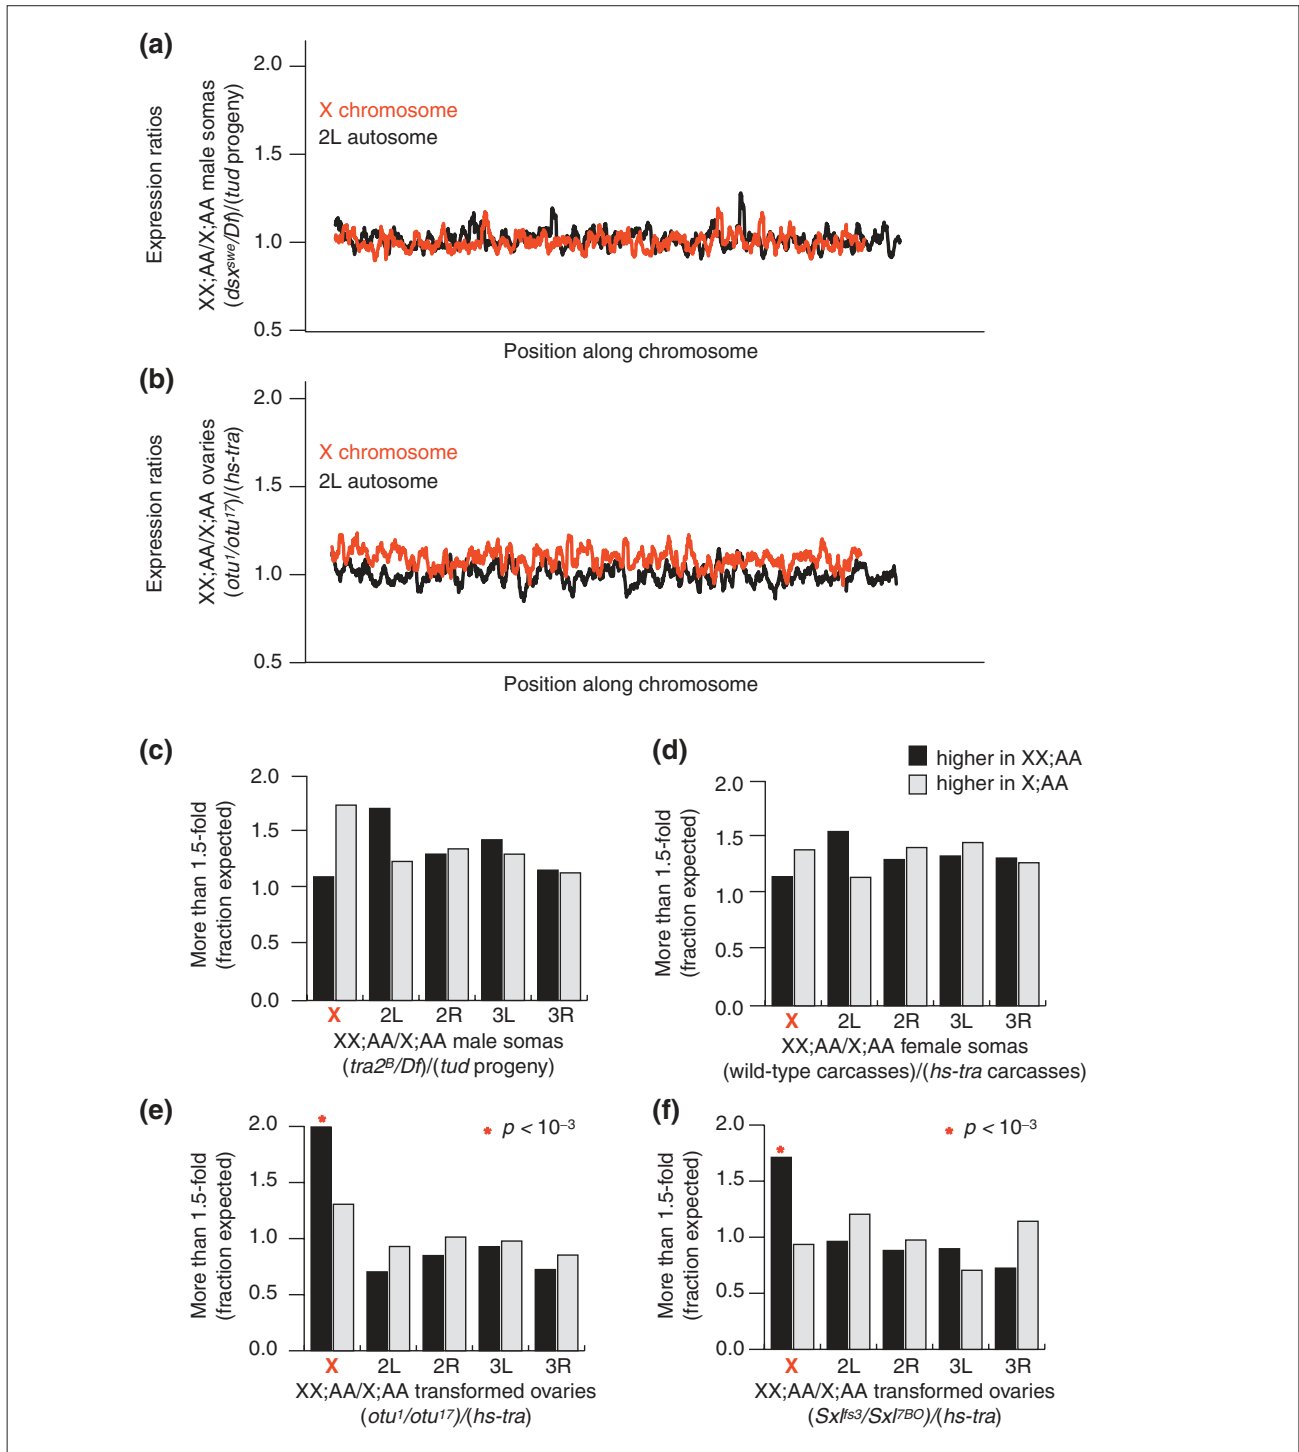 (a)
Expression ratios
XX;AA/X;AA male somas
(dsxswe/Df)/(tud progeny)
2.0
1.5
1.0
0.5
X chromosome
2L autosome
Position along chromosome
(b)
Expression ratios
XX;AA/X;AA ovaries
(otu1/otu17)/(hs-tra)
2.0
1.5
1.0
0.5
X chromosome
2L autosome
Position along chromosome
(c)
More than 1.5-fold
(fraction expected)
2.0
1.5
1.0
0.5
0.0
X 2L 2R 3L 3R
XX;AA/X;AA male somas
(tra2B/Df)/(tud progeny)
(d)
higher in XX;AA
higher in X;AA
More than 1.5-fold
(fraction expected)
2.0
1.5
1.0
0.5
0.0
X 2L 2R 3L 3R
XX;AA/X;AA female somas
(wild-type carcasses)/(hs-tra carcasses)
(e)
* p < 10–3
More than 1.5-fold
(fraction expected)
2.0
1.5
1.0
0.5
0.0
*
X 2L 2R 3L 3R
XX;AA/X;AA transformed ovaries
(otu1/otu17)/(hs-tra)
(f)
* p < 10–3
More than 1.5-fold
(fraction expected)
2.0
1.5
1.0
0.5
0.0
*
X 2L 2R 3L 3R
XX;AA/X;AA transformed ovaries
(Sxlfs3/Sxl7BO)/(hs-tra)